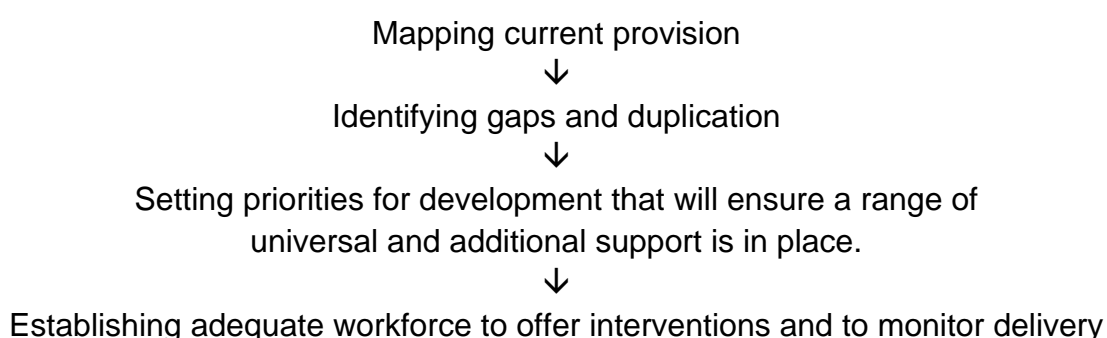 Mapping current provision
↓
Identifying gaps and duplication
↓
Setting priorities for development that will ensure a range of
universal and additional support is in place.
↓
Establishing adequate workforce to offer interventions and to monitor delivery